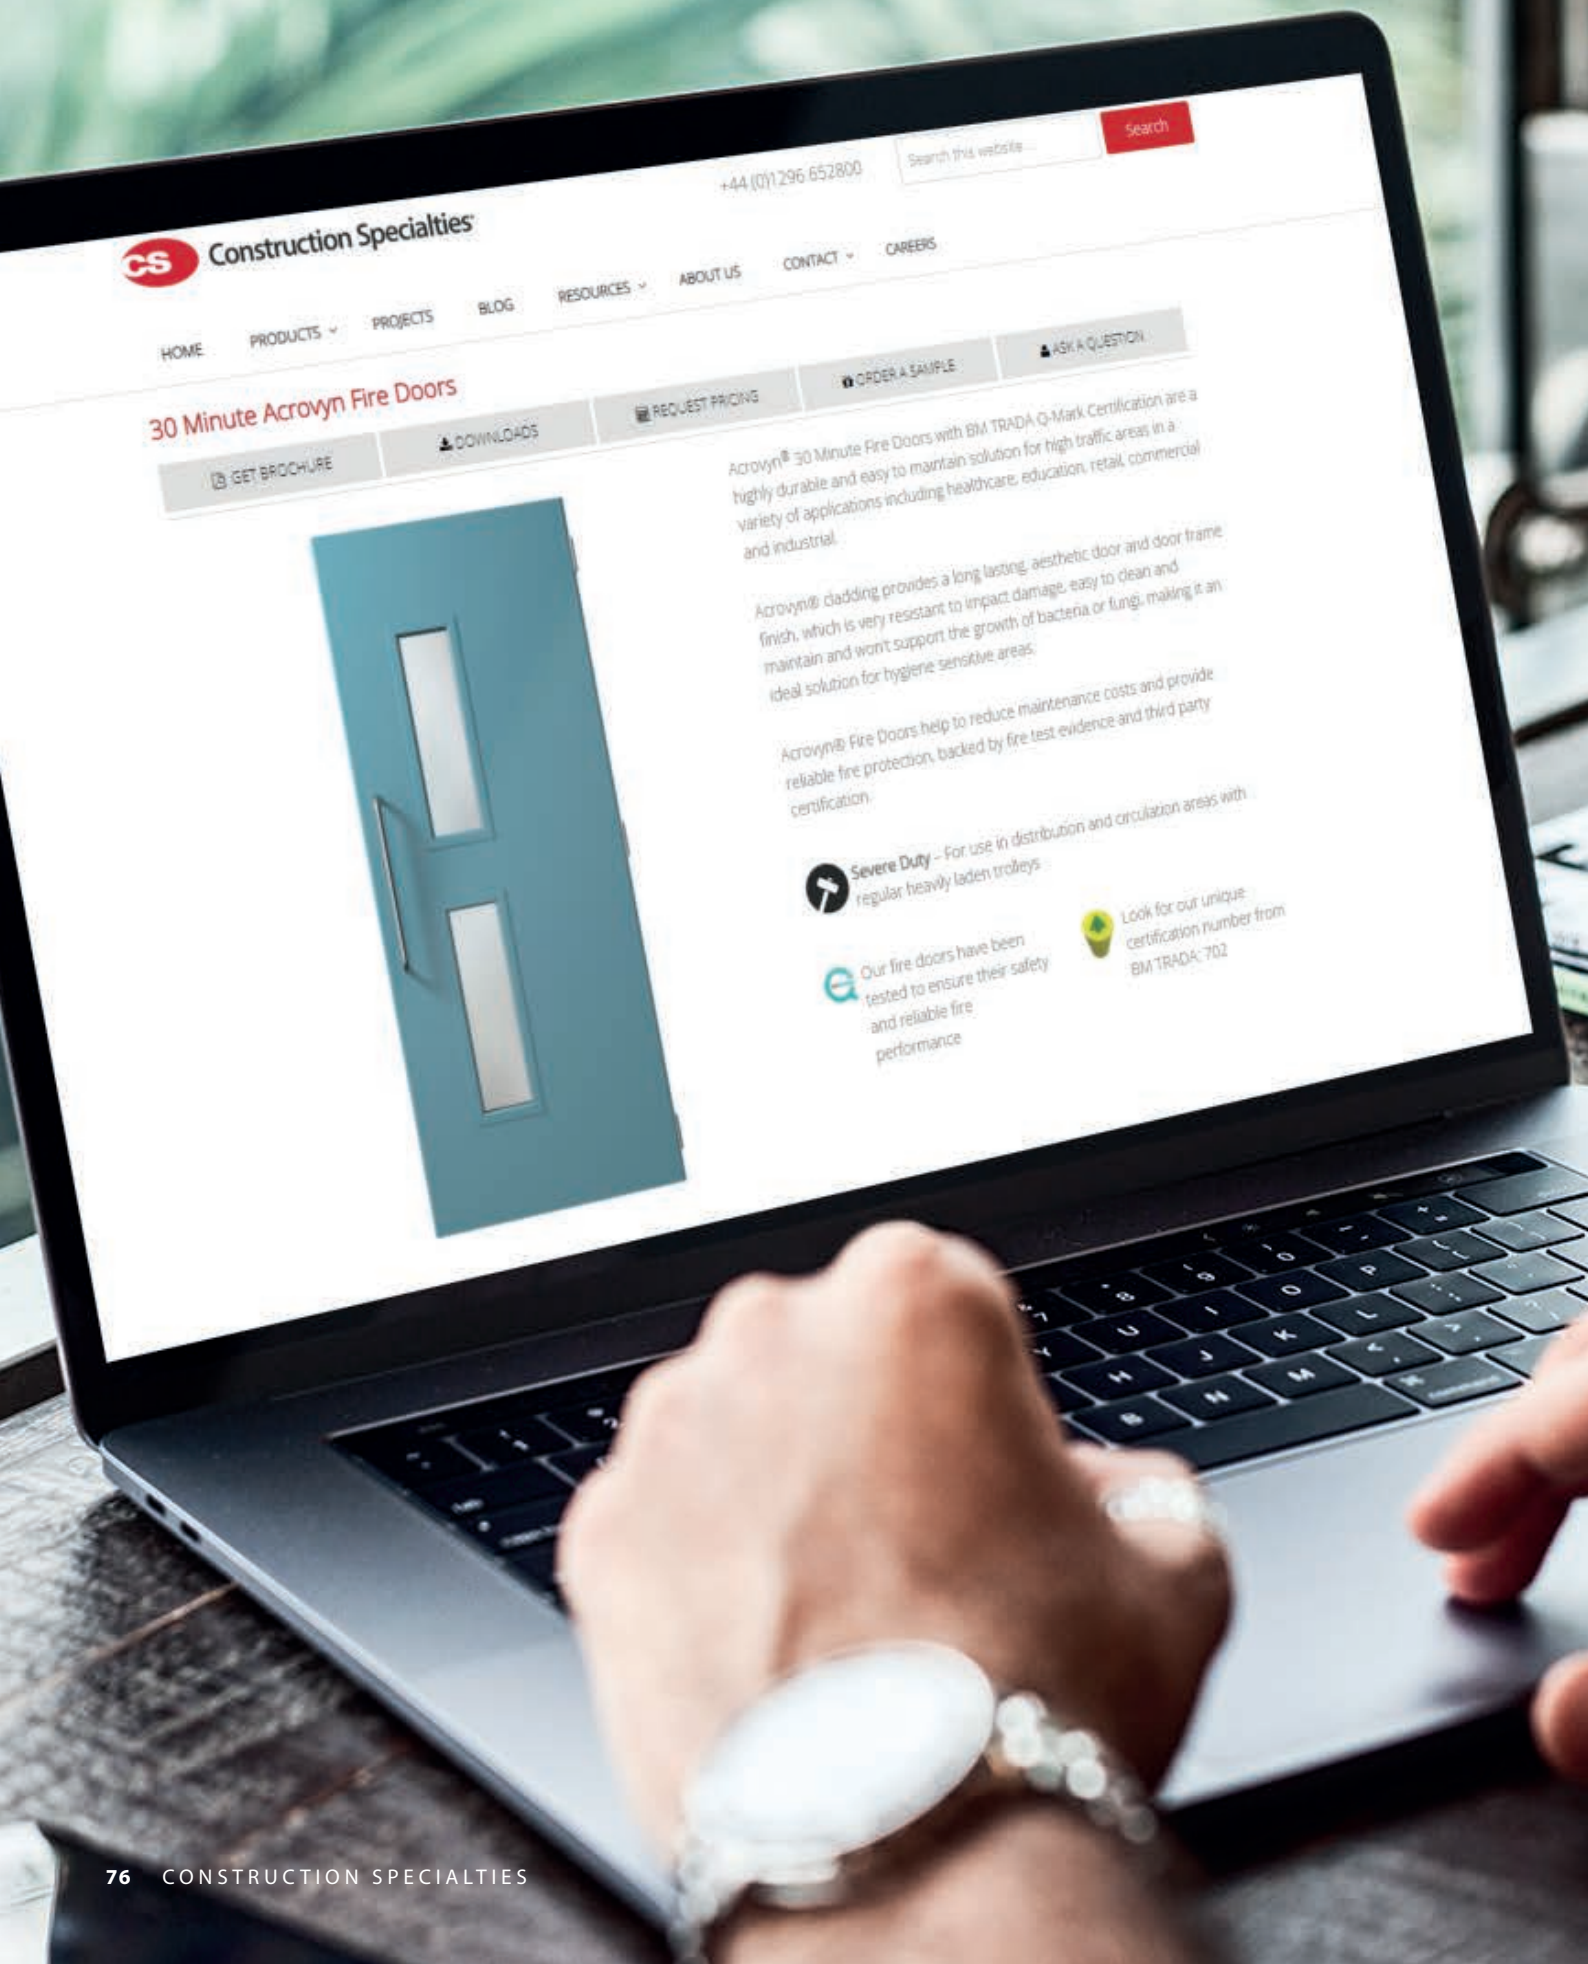 +44 (0)1296 652800
Search this website...
Search
CS Construction Specialties
HOME PRODUCTS PROJECTS BLOG RESOURCES ABOUT US CONTACT CAREERS
30 Minute Acrovyn Fire Doors
GET BROCHURE DOWNLOADS REQUEST PRICING ORDER A SAMPLE ASK A QUESTION
Acrovyn® 30 Minute Fire Doors with BM TRADA Q-Mark Certification are a
highly durable and easy to maintain solution for high traffic areas in a
variety of applications including healthcare, education, retail, commercial
and industrial.
Acrovyn® cladding provides a long lasting, aesthetic door and door frame
finish, which is very resistant to impact damage, easy to clean and
maintain and won't support the growth of bacteria or fungi, making it an
ideal solution for hygiene sensitive areas.
Acrovyn® Fire Doors help to reduce maintenance costs and provide
reliable fire protection, backed by fire test evidence and third party
certification.
Severe Duty – For use in distribution and circulation areas with
regular heavily laden trolleys
Our fire doors have been
tested to ensure their safety
and reliable fire
performance
Look for our unique
certification number from
BM TRADA: 702
7 8 9 0
Y U I O P
H J K L
B N M
tab
command
76 CONSTRUCTION SPECIALTIES